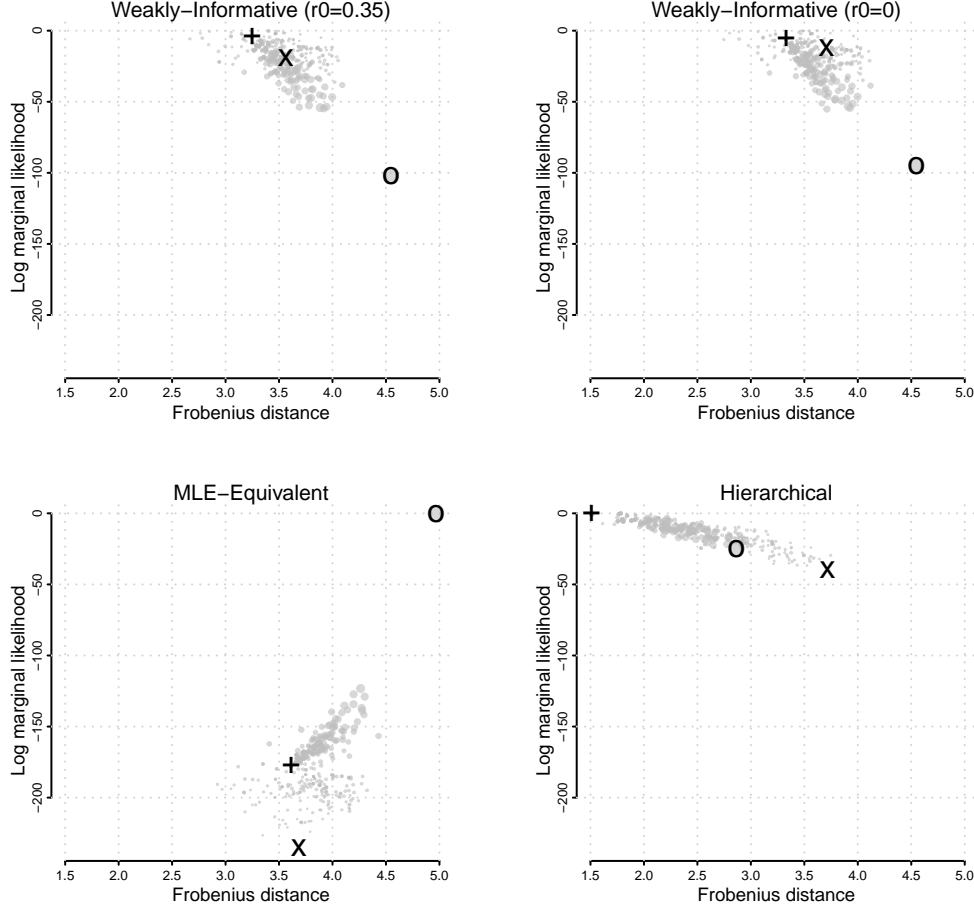 Weakly−Informative (r0=0.35)
Log marginal likelihood
0
−50
−100
−150
−200
+
X
O
1.5 2.0 2.5 3.0 3.5 4.0 4.5 5.0
Frobenius distance
Weakly−Informative (r0=0)
Log marginal likelihood
0
−50
−100
−150
−200
+
X
O
1.5 2.0 2.5 3.0 3.5 4.0 4.5 5.0
Frobenius distance
MLE−Equivalent
Log marginal likelihood
0
−50
−100
−150
−200
O
+
X
1.5 2.0 2.5 3.0 3.5 4.0 4.5 5.0
Frobenius distance
Hierarchical
Log marginal likelihood
0
−50
−100
−150
−200
+
O
X
1.5 2.0 2.5 3.0 3.5 4.0 4.5 5.0
Frobenius distance